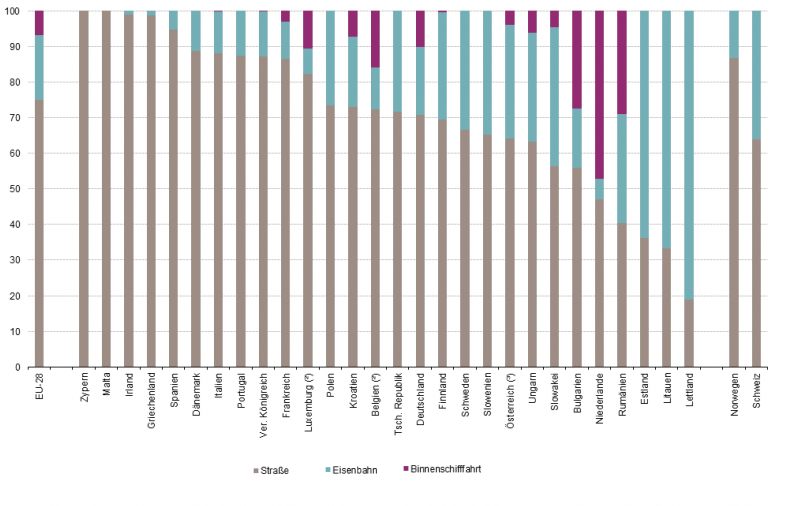 100
90
80
70
60
50
40
30
20
10
0
EU-28
Zypern
Malta
Irland
Griechenland
Spanien
Dänemark
Italien
Portugal
Ver. Königreich
Frankreich
Luxemburg (²)
Polen
Kroatien
Belgien (²)
Tsch. Republik
Deutschland
Finnland
Schweden
Slowenien
Österreich (³)
Ungarn
Slowakei
Bulgarien
Niederlande
Rumänien
Estland
Litauen
Lettland
Norwegen
Schweiz
Straße Eisenbahn Binnenschifffahrt